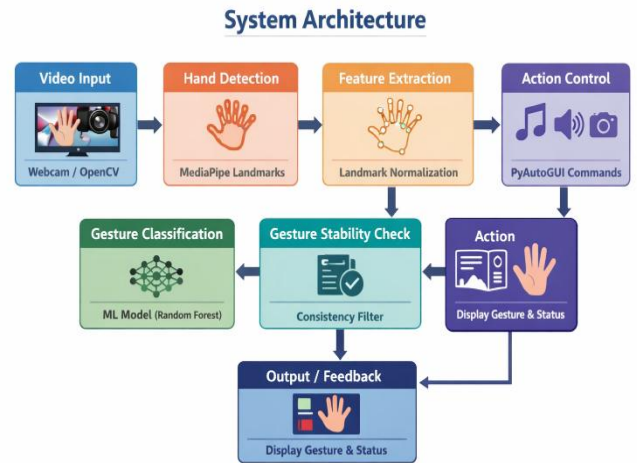 System Architecture
Video Input
Webcam / OpenCV
Hand Detection
MediaPipe Landmarks
Feature Extraction
Landmark Normalization
Action Control
PyAutoGUI Commands
Gesture Classification
ML Model (Random Forest)
Gesture Stability Check
Consistency Filter
Action
Display Gesture & Status
Output / Feedback
Display Gesture & Status